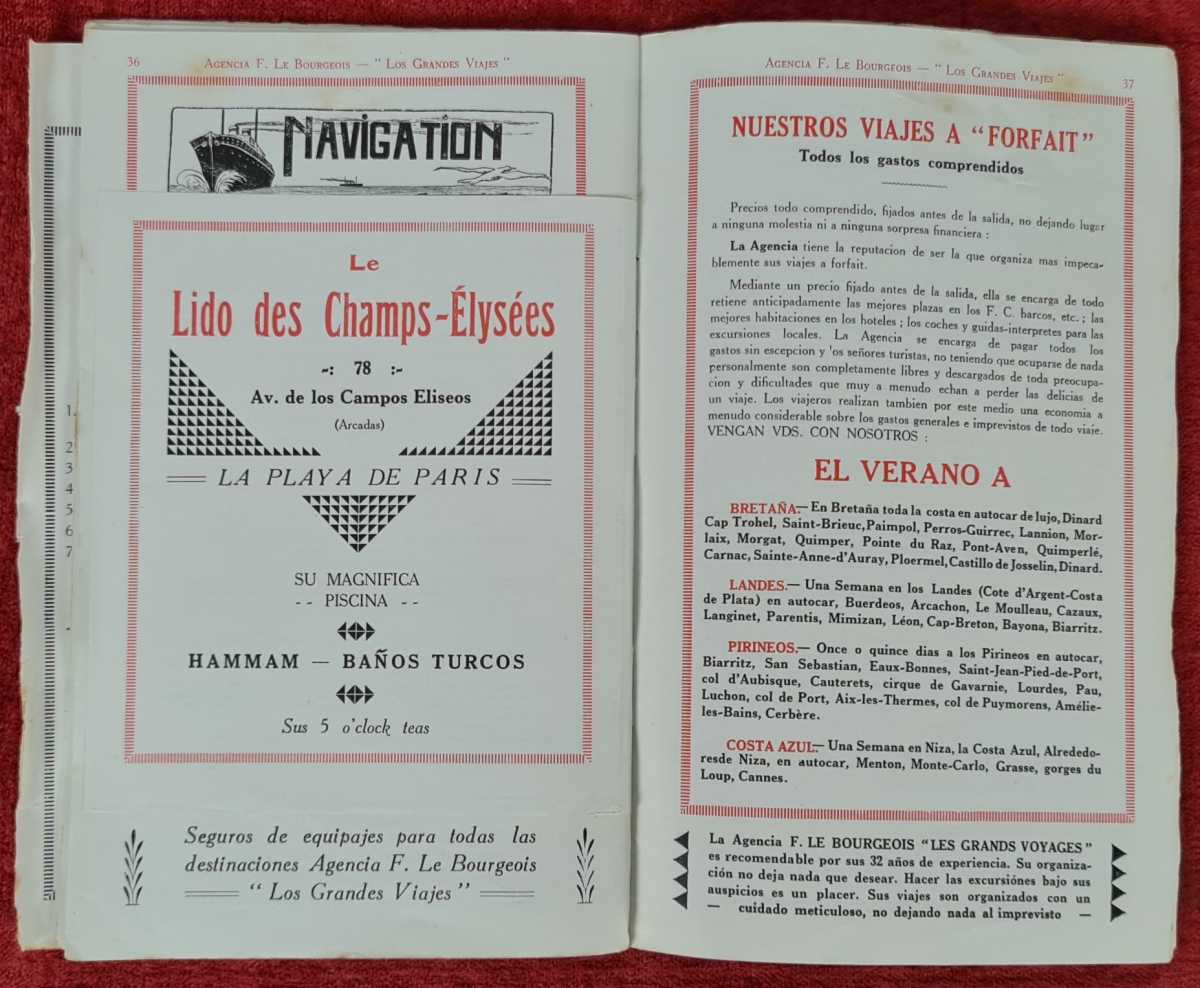 36
AGENCIA F. LE BOURGEOIS — " LOS GRANDES VIAJES "
NAVIGATION
1.
2
3
4
5
6
7
Le
Lido des Champs-Élysées
-: 78 :-
Av. de los Campos Eliseos
(Arcadas)
LA PLAYA DE PARIS
SU MAGNIFICA
-- PISCINA --
HAMMAM — BAÑOS TURCOS
Sus 5 o'clock teas
Seguros de equipajes para todas las
destinaciones Agencia F. Le Bourgeois
" Los Grandes Viajes "
AGENCIA F. LE BOURGEOIS — " LOS GRANDES VIAJES "
37
NUESTROS VIAJES A "FORFAIT"
Todos los gastos comprendidos
Precios todo comprendido, fijados antes de la salida, no dejando lugar
a ninguna molestia ni a ninguna sorpresa financiera :
La Agencia tiene la reputacion de ser la que organiza mas impeca-
blemente sus viajes a forfait.
Mediante un precio fijado antes de la salida, ella se encarga de todo
retiene anticipadamente las mejores plazas en los F. C. barcos, etc. ; las
mejores habitaciones en los hoteles ; los coches y guidas-interpretes para las
excursiones locales. La Agencia se encarga de pagar todos los
gastos sin excepcion y 'os señores turistas, no teniendo que ocuparse de nada
personalmente son completamente libres y descargados de toda preocupa-
cion y dificultades que muy a menudo echan a perder las delicias de
un viaje. Los viajeros realizan tambien por este medio una economia a
menudo considerable sobre los gastos generales e imprevistos de todo viaje.
VENGAN VDS. CON NOSOTROS :
EL VERANO A
BRETAÑA.— En Bretaña toda la costa en autocar de lujo, Dinard
Cap Trohel, Saint-Brieuc, Paimpol, Perros-Guirrec, Lannion, Mor-
laix, Morgat, Quimper, Pointe du Raz, Pont-Aven, Quimperlé,
Carnac, Sainte-Anne-d'Auray, Ploermel, Castillo de Josselin, Dinard.
LANDES.— Una Semana en los Landes (Cote d'Argent-Costa
de Plata) en autocar, Buerdeos, Arcachon, Le Moulleau, Cazaux,
Langinet, Parentis, Mimizan, Léon, Cap-Breton, Bayona, Biarritz.
PIRINEOS.— Once o quince dias a los Pirineos en autocar,
Biarritz, San Sebastian, Eaux-Bonnes, Saint-Jean-Pied-de-Port,
col d'Aubisque, Cauterets, cirque de Gavarnie, Lourdes, Pau,
Luchon, col de Port, Aix-les-Thermes, col de Puymorens, Amélie-
les-Bains, Cerbère.
COSTA AZUL.— Una Semana en Niza, la Costa Azul, Alrededo-
resde Niza, en autocar, Menton, Monte-Carlo, Grasse, gorges du
Loup, Cannes.
La Agencia F. LE BOURGEOIS "LES GRANDS VOYAGES"
es recomendable por sus 32 años de experiencia. Su organiza-
ción no deja nada que desear. Hacer las excursiónes bajo sus
auspicios es un placer. Sus viajes son organizados con un
— cuidado meticuloso, no dejando nada al imprevisto —